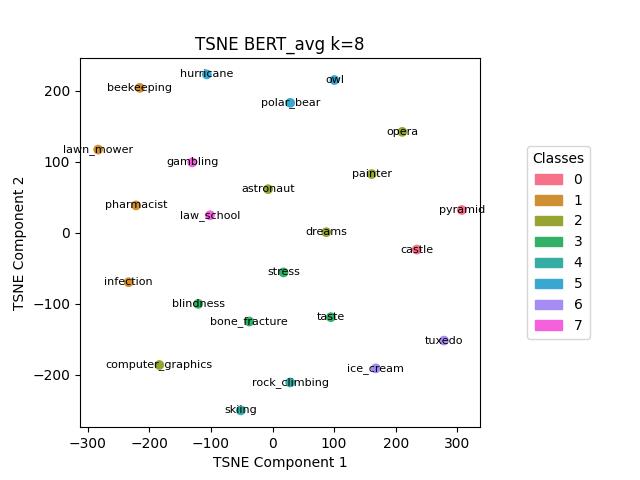 TSNE BERT_avg k=8
hurricane
owl
beekeeping
polar_bear
opera
lawn_mower
gambling
painter
astronaut
pharmacist
law_school
pyramid
dreams
castle
stress
infection
blindness
bone_fracture
taste
tuxedo
computer_graphics
ice_cream
rock_climbing
skiing
200
100
0
−100
−200
TSNE Component 2
−300
−200
−100
0
100
200
300
TSNE Component 1
Classes
0
1
2
3
4
5
6
7